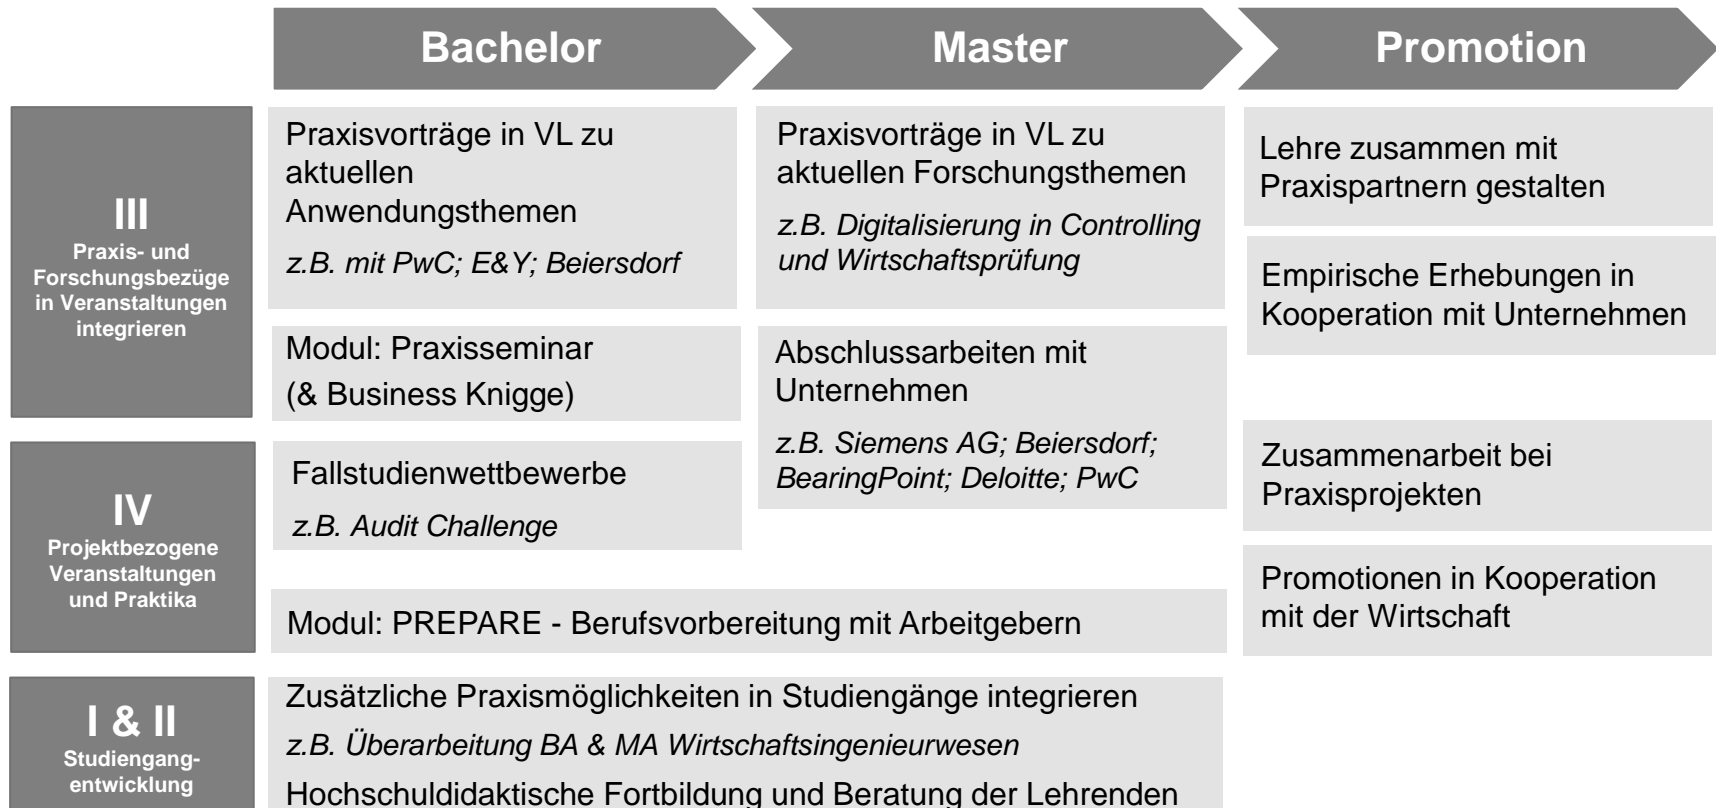 Bachelor
Master
Promotion
III
Praxis- und
Forschungsbezüge
in Veranstaltungen
integrieren
Praxisvorträge in VL zu
aktuellen
Anwendungsthemen
z.B. mit PwC; E&Y; Beiersdorf
Modul: Praxisseminar
(& Business Knigge)
Praxisvorträge in VL zu
aktuellen Forschungsthemen
z.B. Digitalisierung in Controlling
und Wirtschaftsprüfung
Abschlussarbeiten mit
Unternehmen
z.B. Siemens AG; Beiersdorf;
BearingPoint; Deloitte; PwC
Lehre zusammen mit
Praxispartnern gestalten
Empirische Erhebungen in
Kooperation mit Unternehmen
IV
Projektbezogene
Veranstaltungen
und Praktika
Fallstudienwettbewerbe
z.B. Audit Challenge
Modul: PREPARE - Berufsvorbereitung mit Arbeitgebern
Zusammenarbeit bei
Praxisprojekten
Promotionen in Kooperation
mit der Wirtschaft
I & II
Studiengang-
entwicklung
Zusätzliche Praxismöglichkeiten in Studiengänge integrieren
z.B. Überarbeitung BA & MA Wirtschaftsingenieurwesen
Hochschuldidaktische Fortbildung und Beratung der Lehrenden